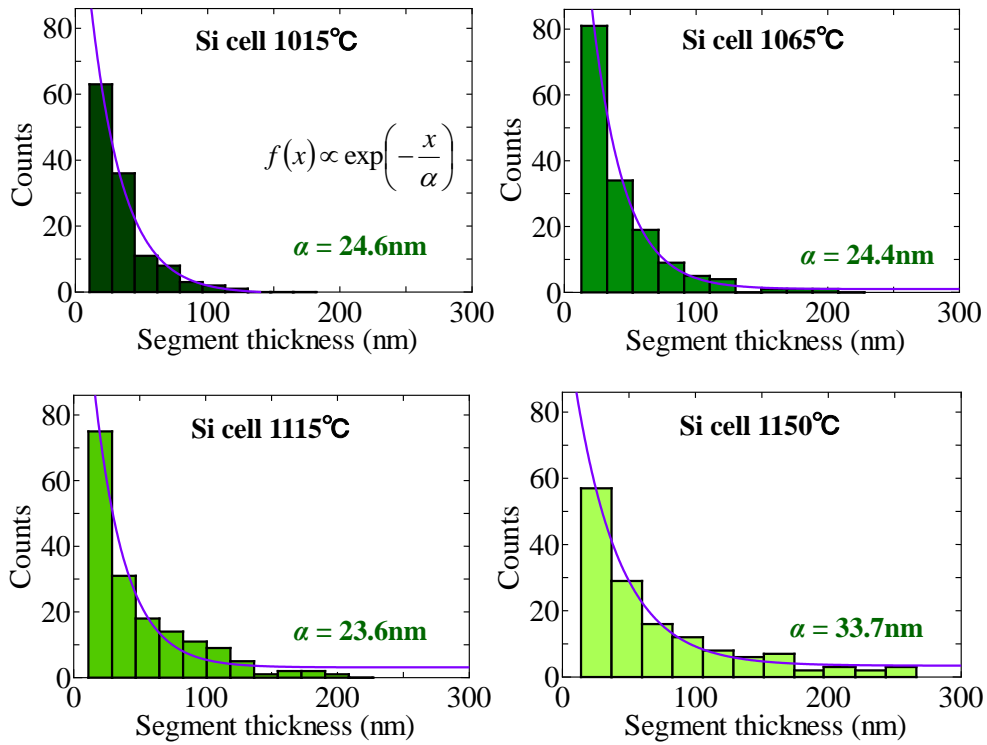 Si cell 1015℃
f(x) ∝ exp(−x/α)
α = 24.6nm
Counts
80
60
40
20
0
0
100
200
300
Segment thickness (nm)
Si cell 1065℃
α = 24.4nm
Counts
80
60
40
20
0
0
100
200
300
Segment thickness (nm)
Si cell 1115℃
α = 23.6nm
Counts
80
60
40
20
0
0
100
200
300
Segment thickness (nm)
Si cell 1150℃
α = 33.7nm
Counts
80
60
40
20
0
0
100
200
300
Segment thickness (nm)